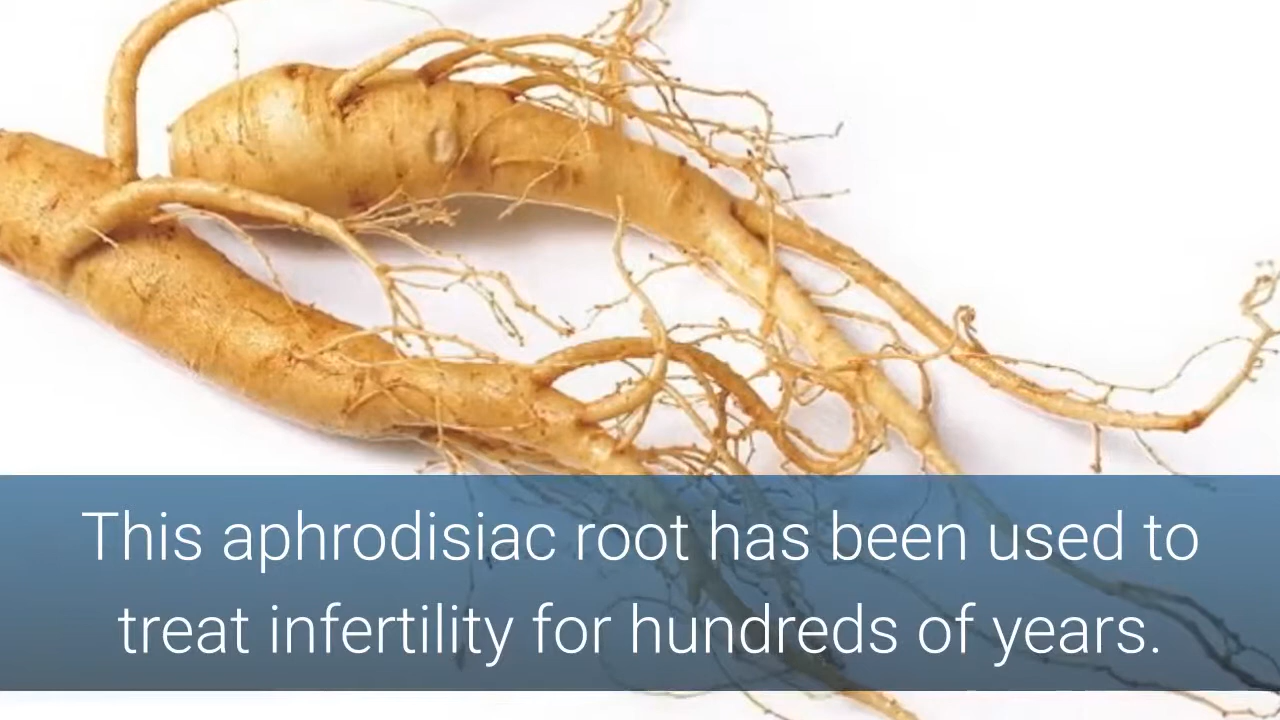 This aphrodisiac root has been used to
treat infertility for hundreds of years.